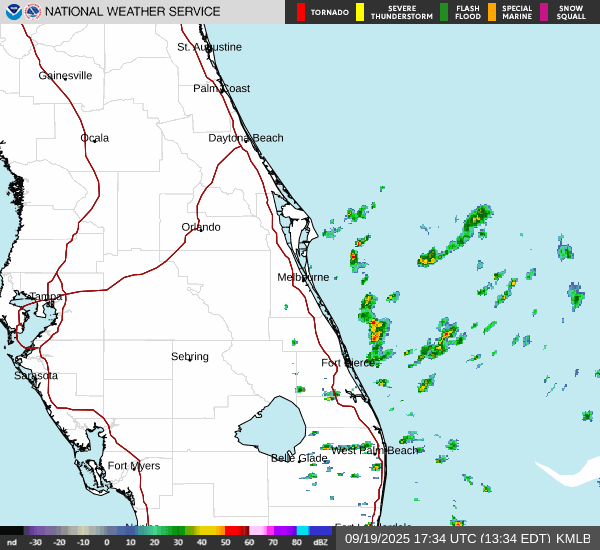 NATIONAL WEATHER SERVICE
TORNADO
SEVERE THUNDERSTORM
FLASH FLOOD
SPECIAL MARINE
SNOW SQUALL
St. Augustine
Gainesville
Palm Coast
Ocala
Daytona Beach
Orlando
Melbourne
Tampa
Sebring
Fort Pierce
Sarasota
West Palm Beach
Belle Glade
Fort Myers
nd -30 -20 -10 0 10 20 30 40 50 60 70 80 dBZ
09/19/2025 17:34 UTC (13:34 EDT) KMLB